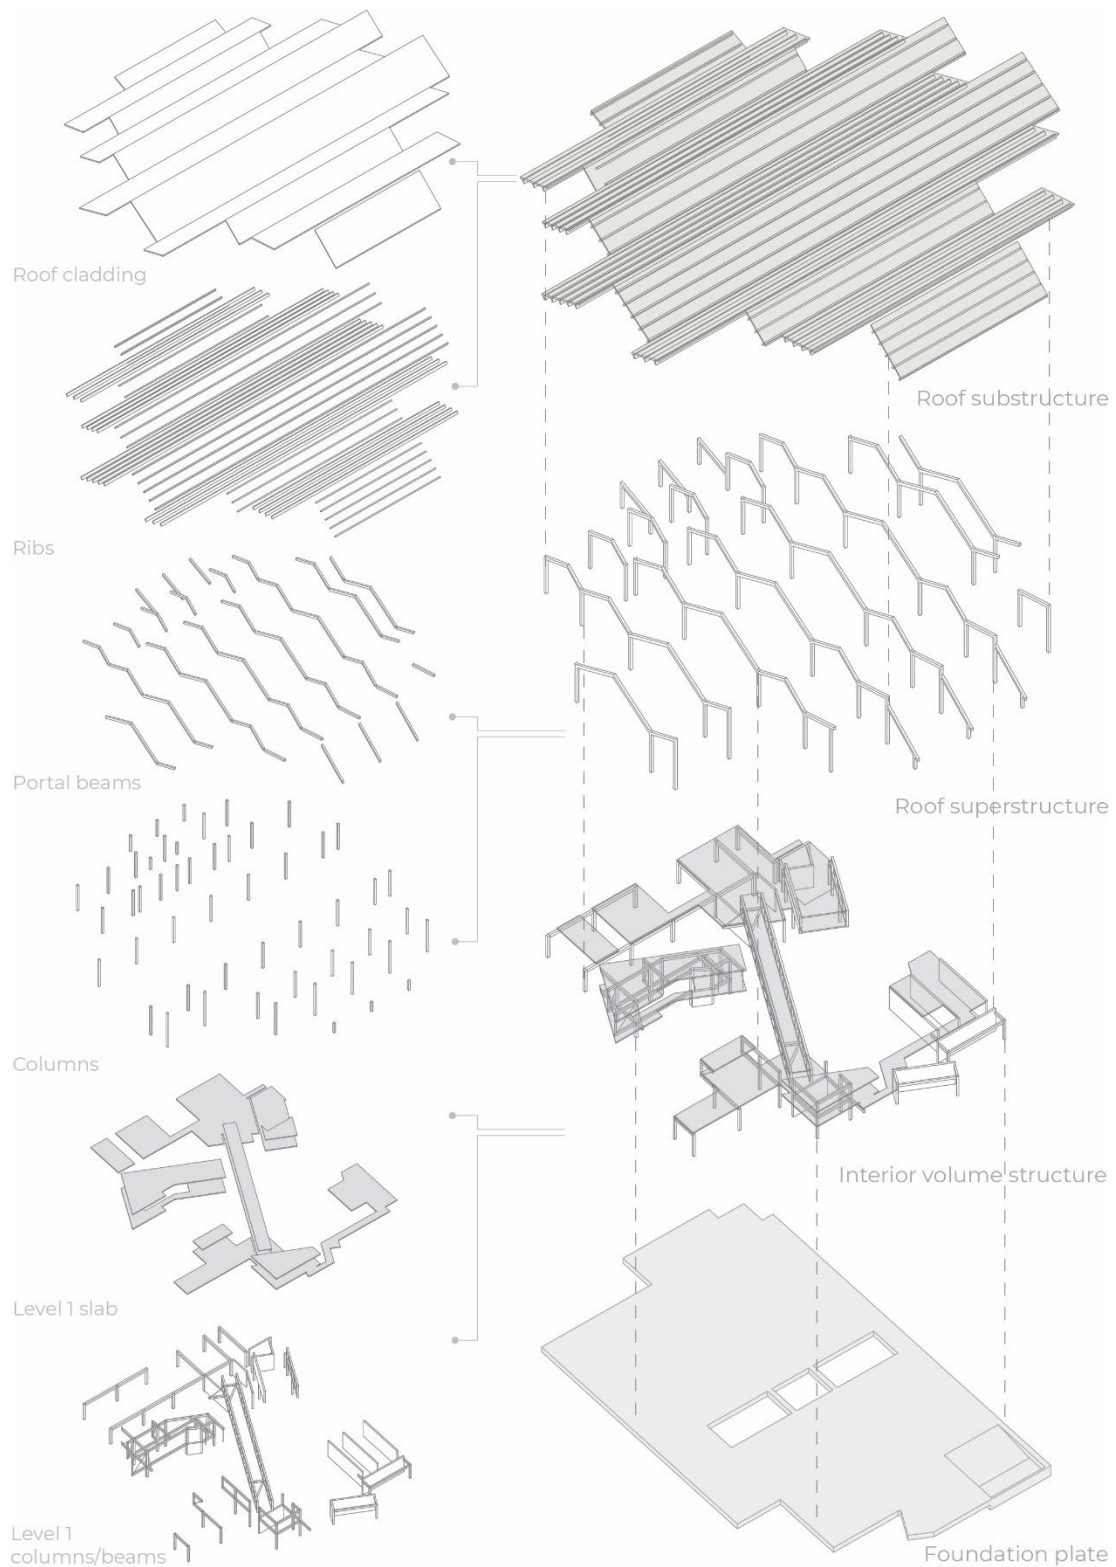 Roof cladding
Roof substructure
Ribs
Portal beams
Roof superstructure
Columns
Interior volume structure
Level 1 slab
Level 1
columns/beams
Foundation plate